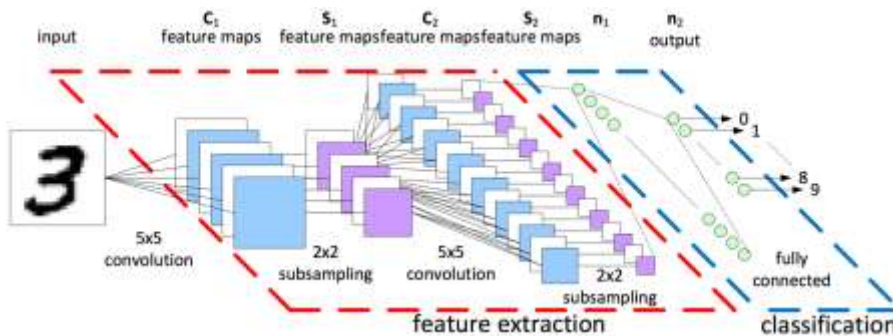 input
C1
feature maps
S1
feature maps
C2
feature maps
S2
feature maps
n1
n2
output
3
0
1
8
9
5x5
convolution
2x2
subsampling
5x5
convolution
2x2
subsampling
fully
connected
feature extraction
classification